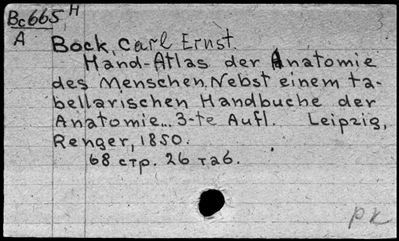 Bc665 H
A
Bock, Carl Ernst.
Hand-Atlas der Anatomie
des Menschen. Nebst einem ta-
bellarischen Handbuche der
Anatomie... 3-te Aufl. Leipzig,
Renger, 1850.
68 стр. 26 таб.
рк